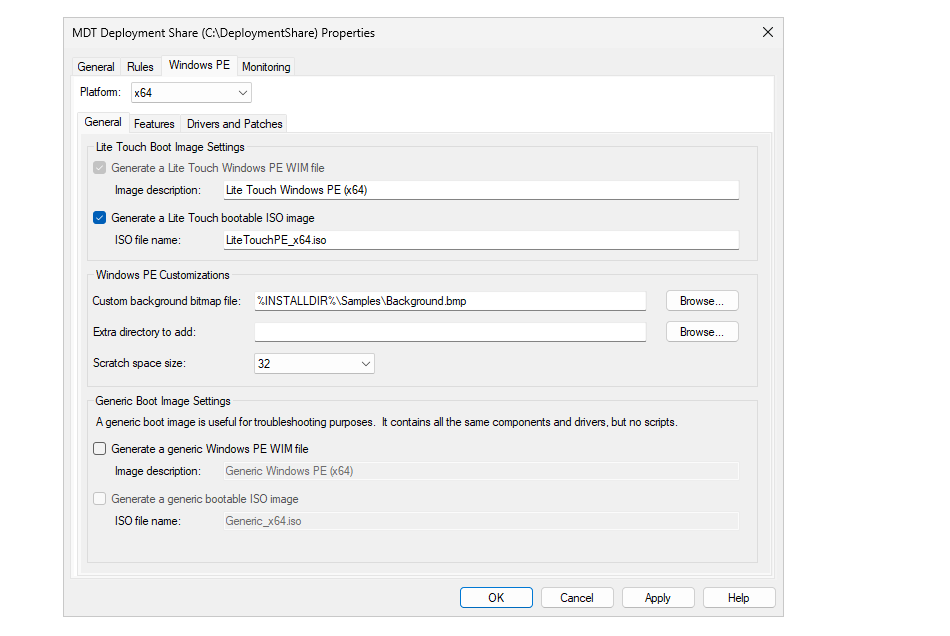 MDT Deployment Share (C:\DeploymentShare) Properties
General Rules Windows PE Monitoring
Platform: x64
General Features Drivers and Patches
Lite Touch Boot Image Settings
Generate a Lite Touch Windows PE WIM file
Image description: Lite Touch Windows PE (x64)
Generate a Lite Touch bootable ISO image
ISO file name: LiteTouchPE_x64.iso
Windows PE Customizations
Custom background bitmap file: %INSTALLDIR%\Samples\Background.bmp Browse...
Extra directory to add: Browse...
Scratch space size: 32
Generic Boot Image Settings
A generic boot image is useful for troubleshooting purposes. It contains all the same components and drivers, but no scripts.
Generate a generic Windows PE WIM file
Image description: Generic Windows PE (x64)
Generate a generic bootable ISO image
ISO file name: Generic_x64.iso
OK Cancel Apply Help